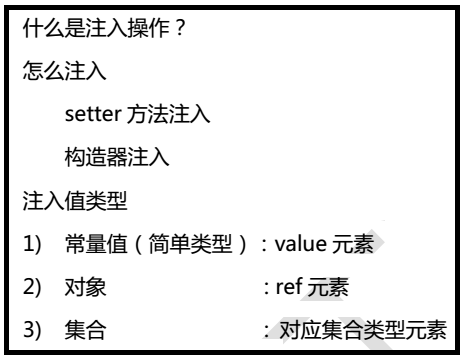 什么是注入操作？
怎么注入
setter 方法注入
构造器注入
注入值类型
1) 常量值（简单类型）: value 元素
2) 对象 : ref 元素
3) 集合 : 对应集合类型元素